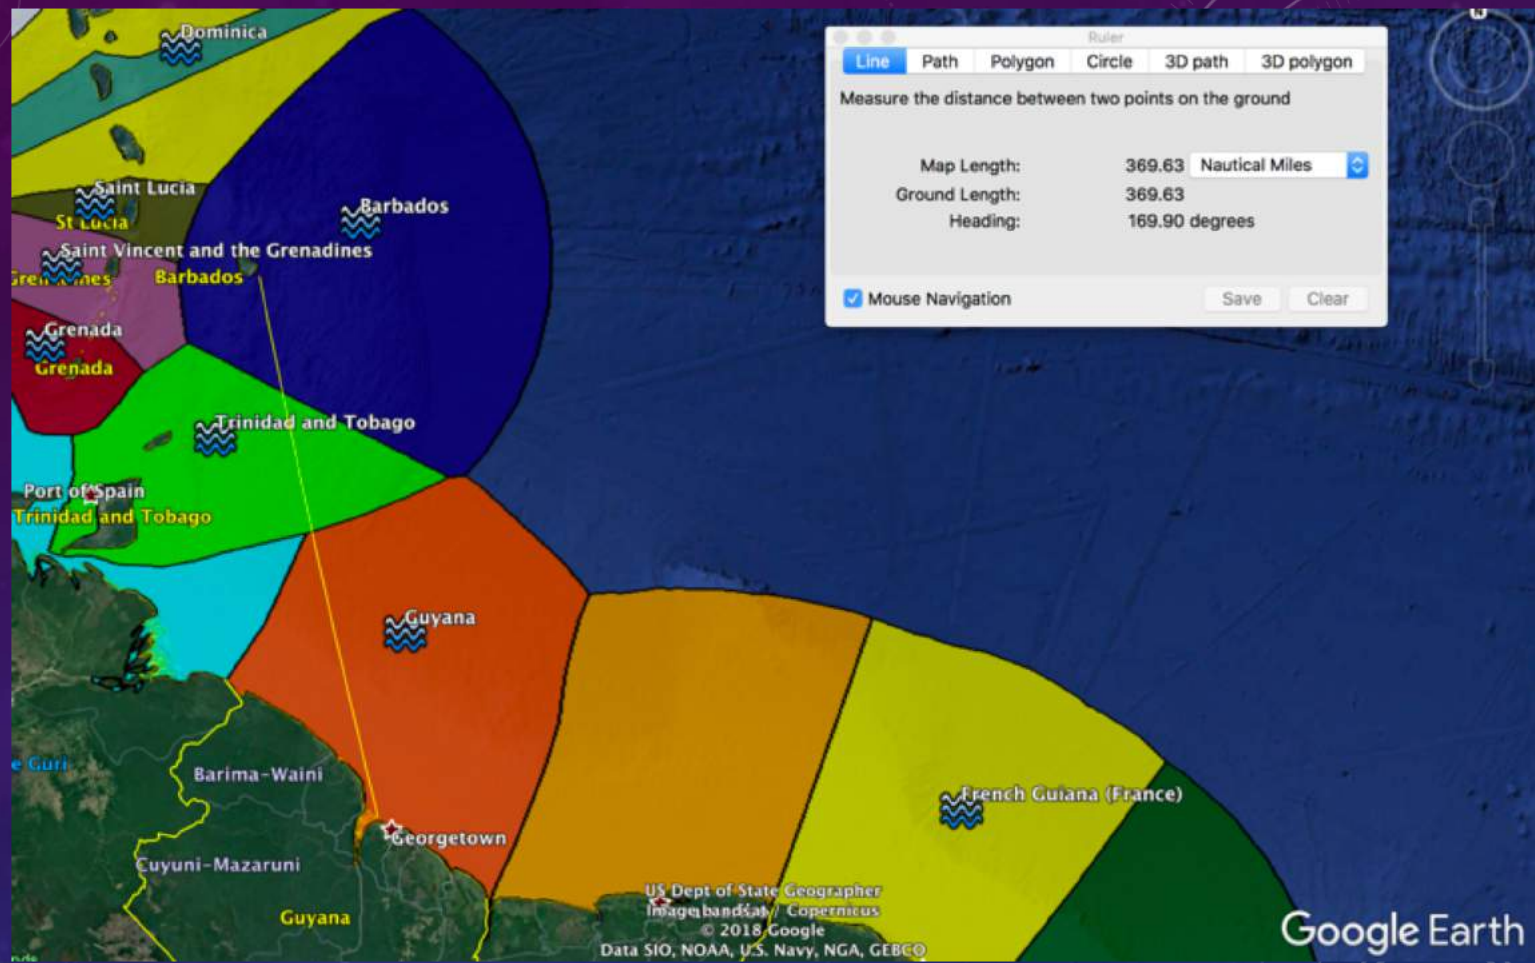 N
Dominica
Ruler
Line Path Polygon Circle 3D path 3D polygon
Measure the distance between two points on the ground
Map Length: 369.63 Nautical Miles
Ground Length: 369.63
Heading: 169.90 degrees
Mouse Navigation Save Clear
Saint Lucia
St Lucia
Barbados
Saint Vincent and the Grenadines
Barbados
Grenada
Grenada
Trinidad and Tobago
Port of Spain
Trinidad and Tobago
Guyana
e Guri
Barima-Waini
French Guiana (France)
Georgetown
Cuyuni-Mazaruni
Guyana
US Dept of State Geographer
Image Landsat / Copernicus
© 2018 Google
Data SIO, NOAA, U.S. Navy, NGA, GEBCO
Google Earth